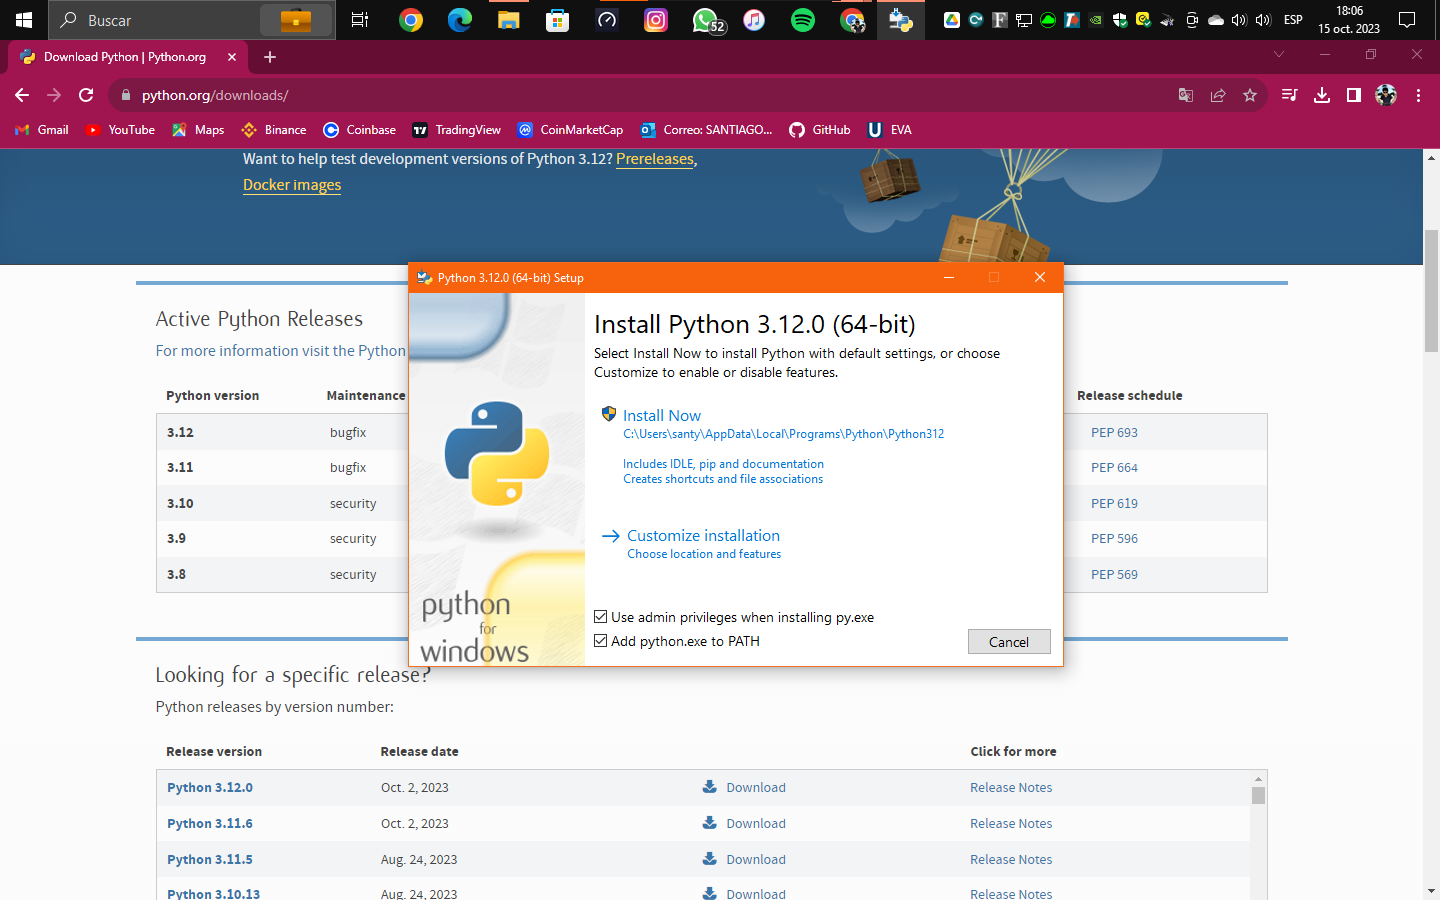 Buscar
52
ESP
18:06
15 oct. 2023
Download Python | Python.org
python.org/downloads/
Gmail
YouTube
Maps
Binance
Coinbase
TradingView
CoinMarketCap
Correo: SANTIAGO...
GitHub
EVA
Want to help test development versions of Python 3.12? Prereleases,
Docker images
Python 3.12.0 (64-bit) Setup
Install Python 3.12.0 (64-bit)
Select Install Now to install Python with default settings, or choose
Customize to enable or disable features.
Install Now
C:\Users\santy\AppData\Local\Programs\Python\Python312
Includes IDLE, pip and documentation
Creates shortcuts and file associations
Customize installation
Choose location and features
Use admin privileges when installing py.exe
Add python.exe to PATH
Cancel
python
for
windows
Active Python Releases
For more information visit the Python
Python version Maintenance Release schedule
3.12 bugfix PEP 693
3.11 bugfix PEP 664
3.10 security PEP 619
3.9 security PEP 596
3.8 security PEP 569
Looking for a specific release?
Python releases by version number:
Release version Release date Click for more
Python 3.12.0 Oct. 2, 2023 Download Release Notes
Python 3.11.6 Oct. 2, 2023 Download Release Notes
Python 3.11.5 Aug. 24, 2023 Download Release Notes
Python 3.10.13 Aug. 24, 2023 Download Release Notes